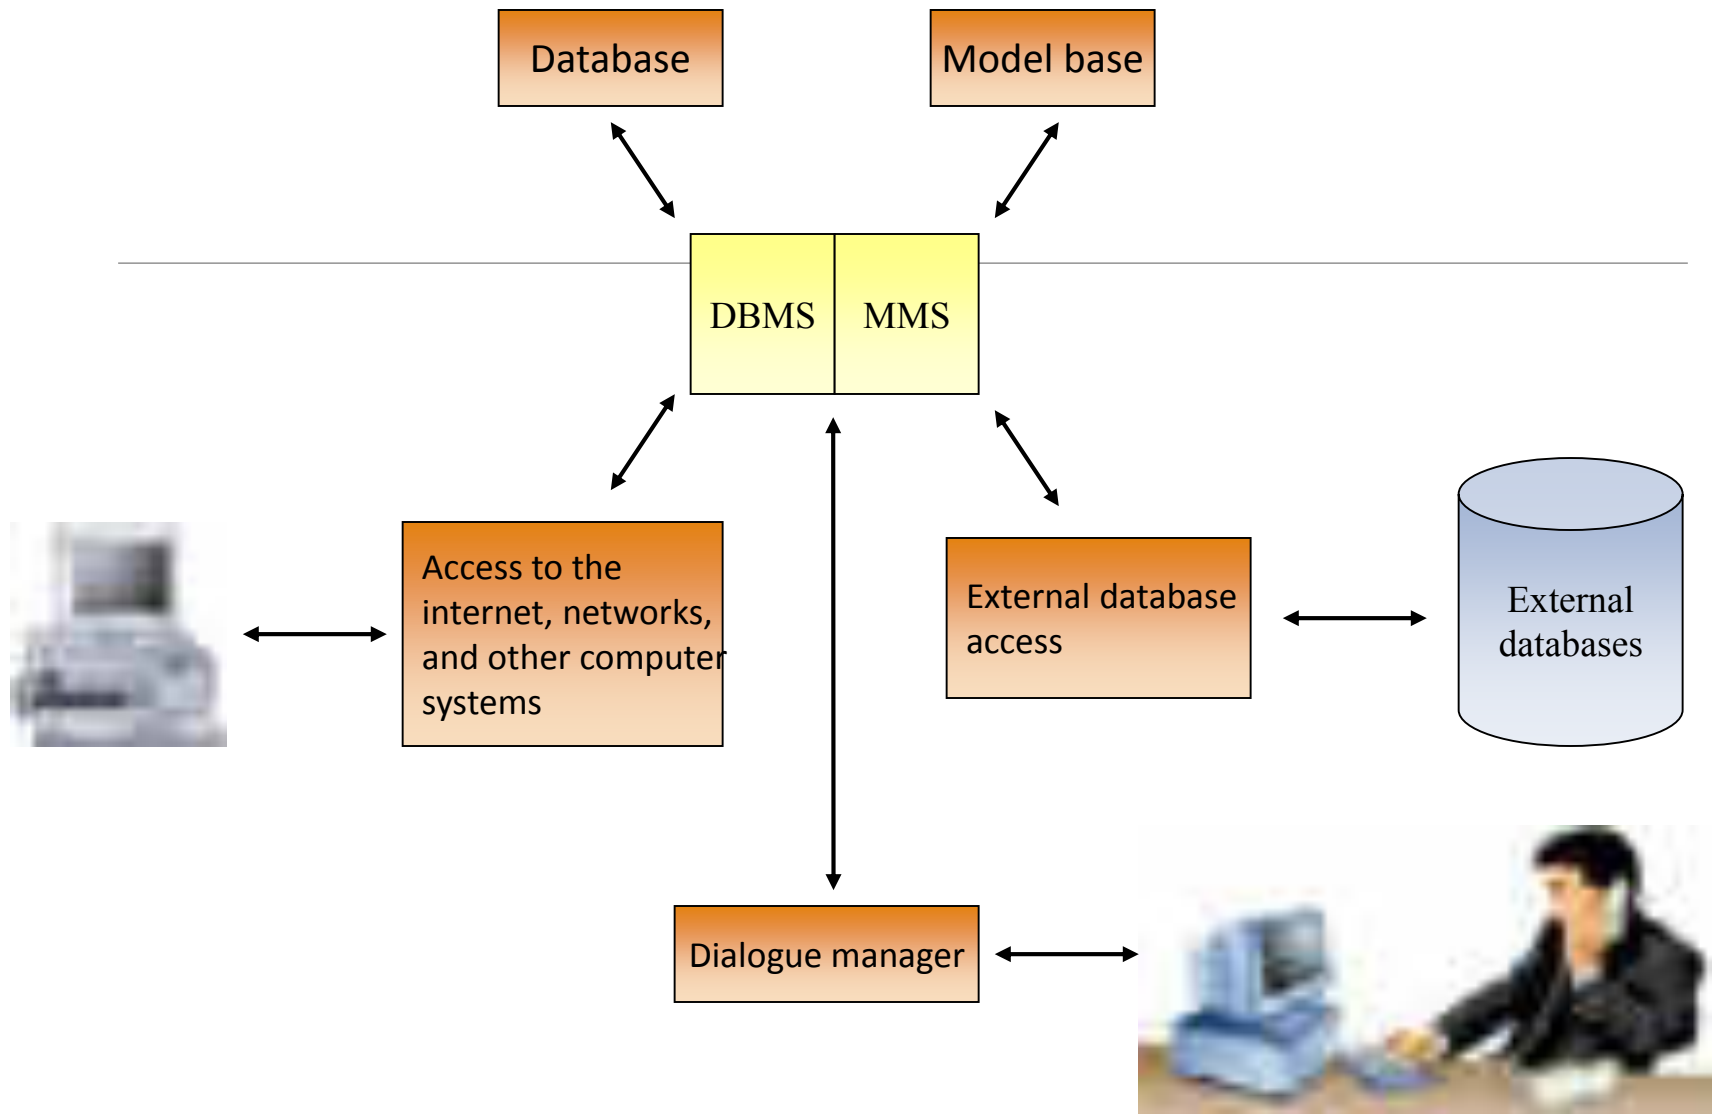 Database
Model base
DBMS
MMS
Access to the
internet, networks,
and other computer
systems
External database
access
External
databases
Dialogue manager